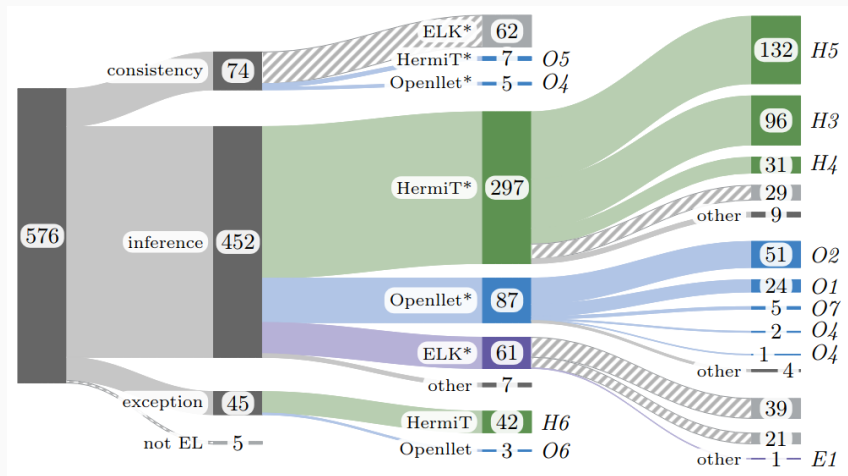 576
consistency 74
inference 452
exception 45
not EL 5
ELK* 62
HermiT* 7 O5
Openllet* 5 O4
HermiT* 297
Openllet* 87
ELK* 61
other 7
HermiT 42 H6
Openllet 3 O6
132 H5
96 H3
31 H4
29
other 9
51 O2
24 O1
5 O7
2 O4
1 O4
other 4
39
21
other 1 E1